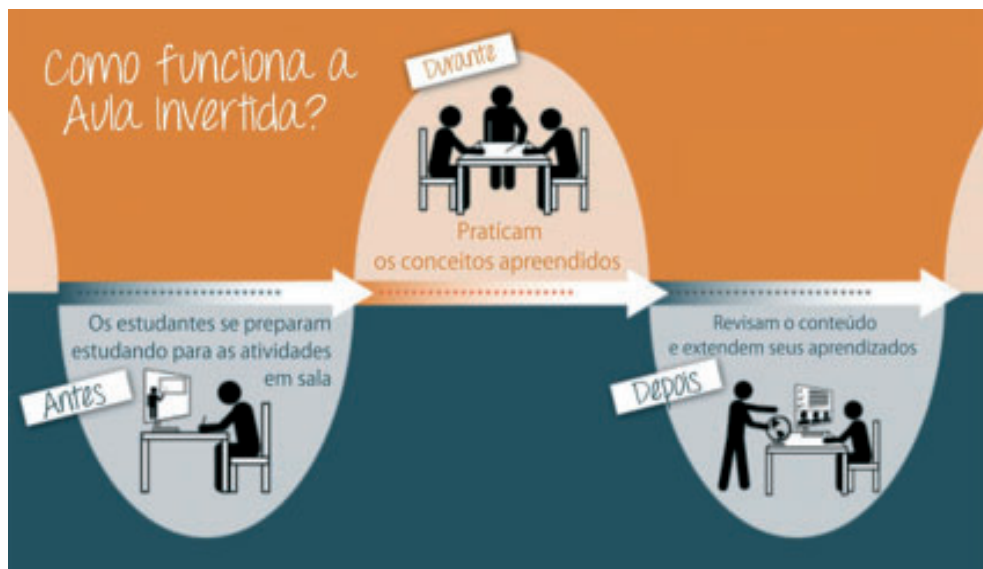 Como funciona a
Aula Invertida?
Antes
Os estudantes se preparam
estudando para as atividades
em sala
Durante
Praticam
os conceitos apreendidos
Depois
Revisam o conteúdo
e extendem seus aprendizados